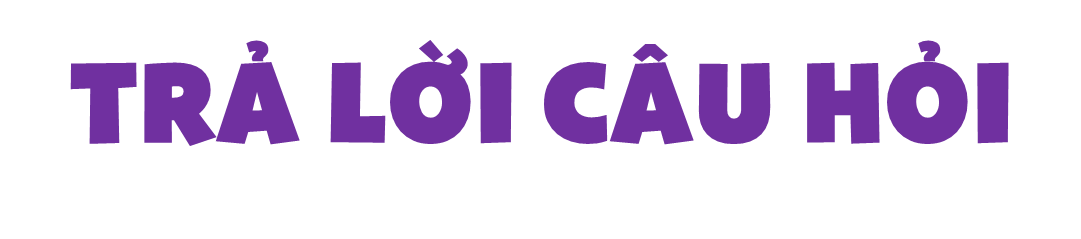 TRẢ LỜI CÂU HỎI